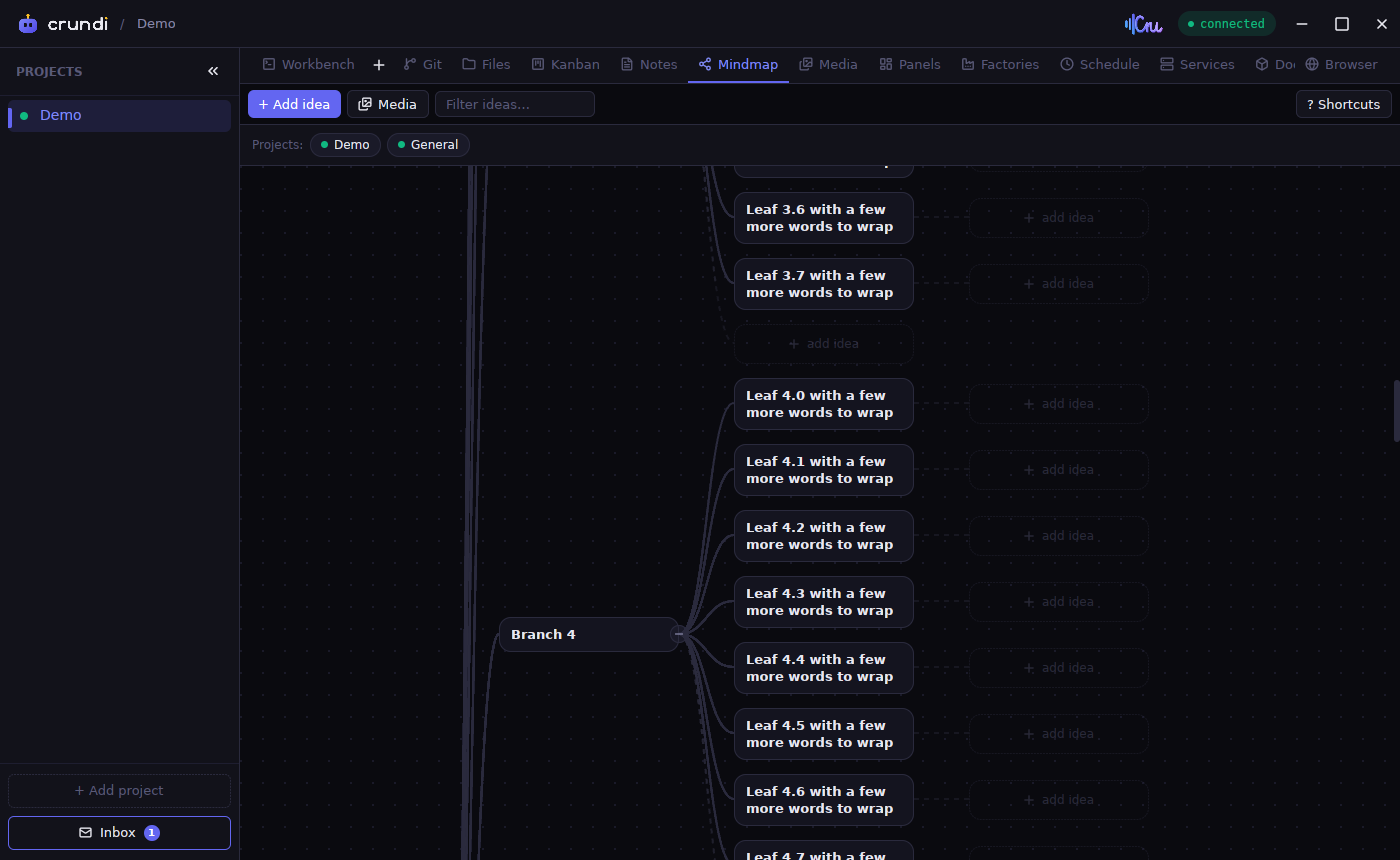 crundi / Demo
Cru
connected
PROJECTS
Workbench
Git
Files
Kanban
Notes
Mindmap
Media
Panels
Factories
Schedule
Services
Browser
Demo
+ Add idea
Media
Filter ideas...
? Shortcuts
Projects:
Demo
General
Leaf 3.6 with a few
more words to wrap
+ add idea
Leaf 3.7 with a few
more words to wrap
+ add idea
+ add idea
Leaf 4.0 with a few
more words to wrap
+ add idea
Leaf 4.1 with a few
more words to wrap
+ add idea
Leaf 4.2 with a few
more words to wrap
+ add idea
Leaf 4.3 with a few
more words to wrap
+ add idea
Branch 4
Leaf 4.4 with a few
more words to wrap
+ add idea
Leaf 4.5 with a few
more words to wrap
+ add idea
Leaf 4.6 with a few
more words to wrap
+ add idea
Leaf 4.7 with a few
+ Add project
Inbox 1